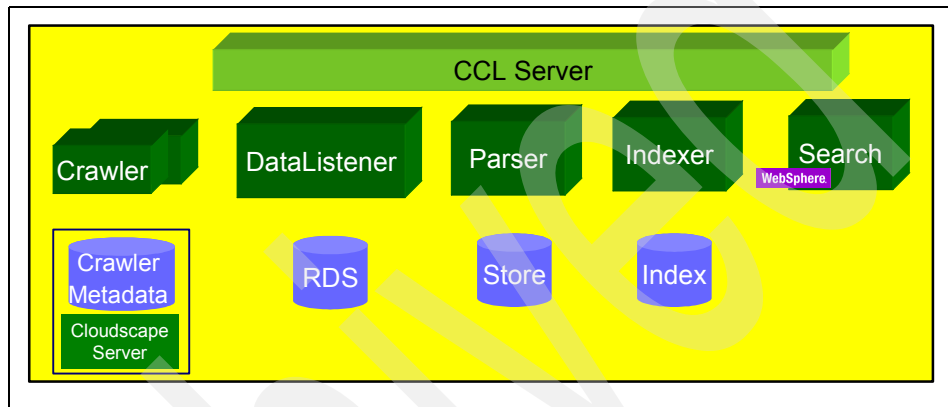 CCL Server
Crawler
DataListener
Parser
Indexer
Search
WebSphere.
Crawler
Metadata
RDS
Store
Index
Cloudscape
Server